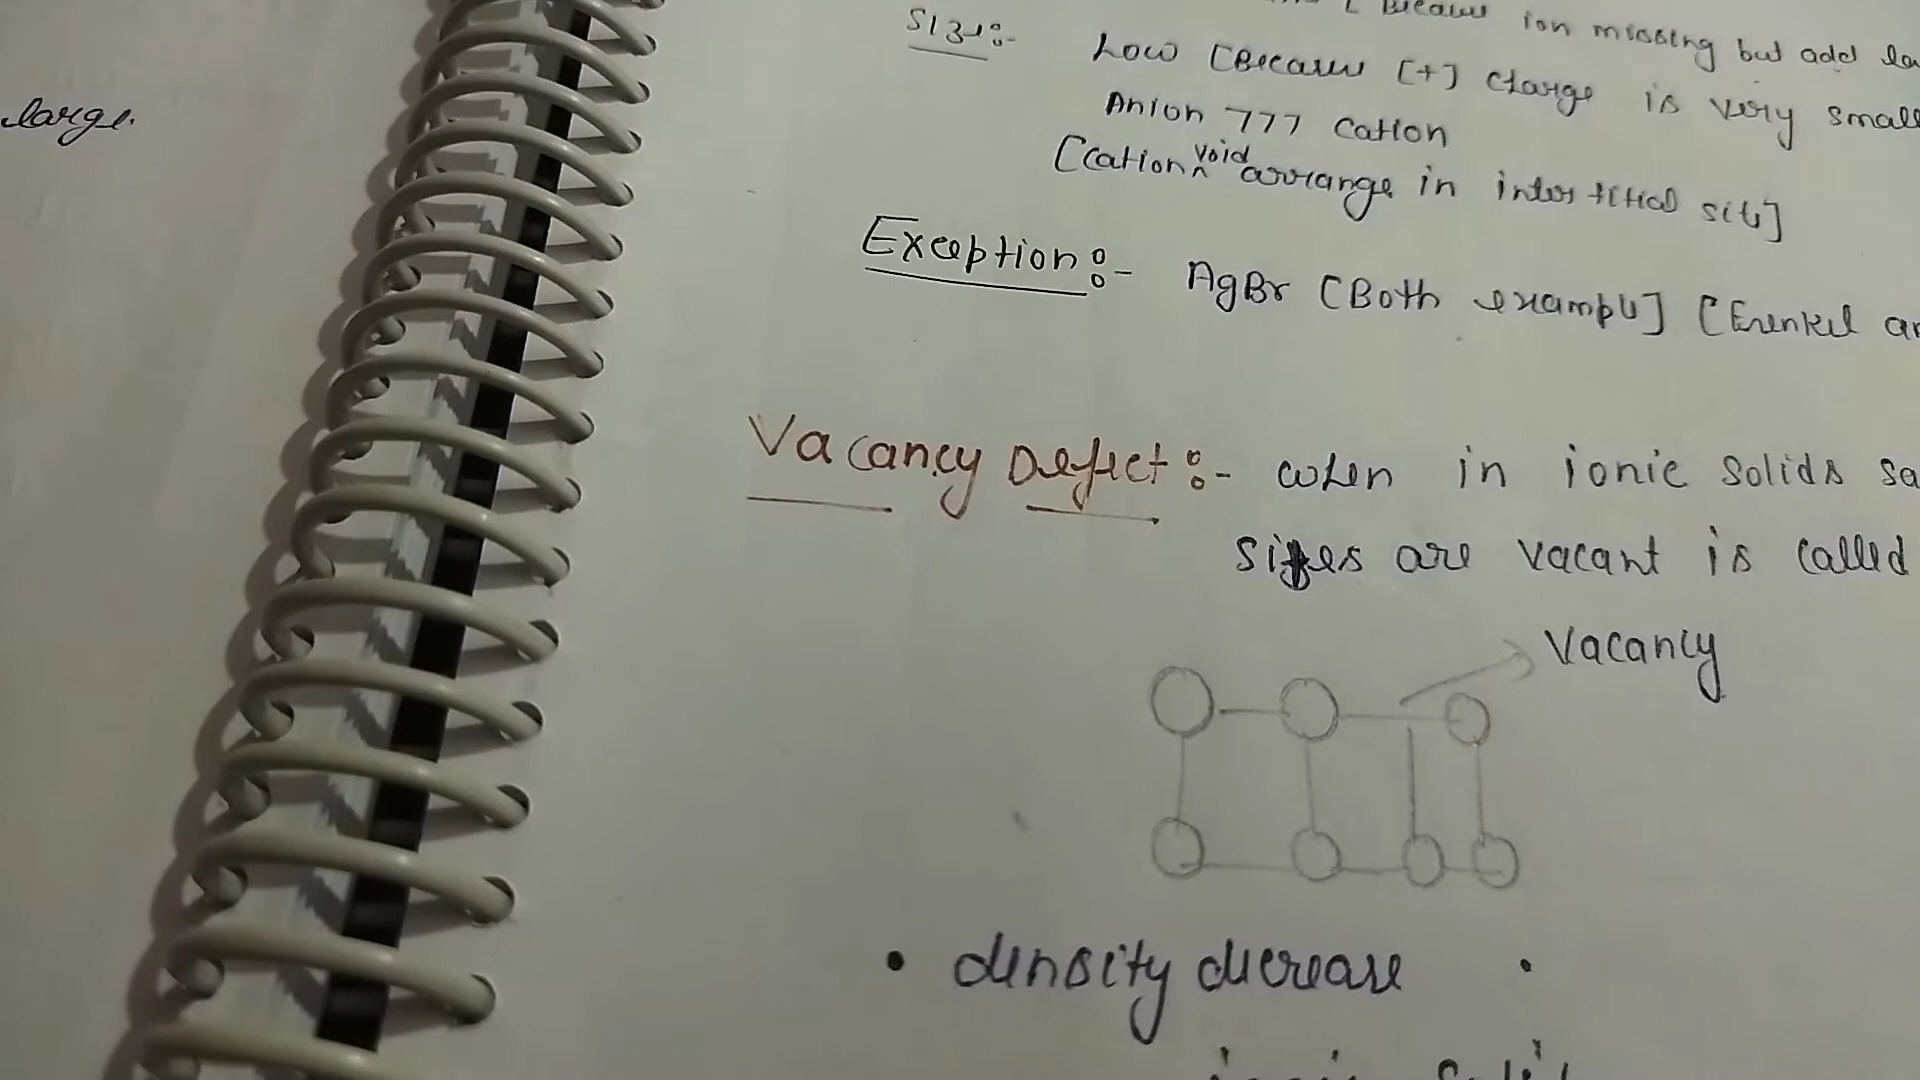 large.
ion missing but add
Size:-
Low [Because [+] charge is very small
Anion >>> Cation
[Cation void arrange in interstitial site]
Exception:- AgBr [Both example] [Frenkel
Vacancy Defect:- when in ionic solids
sites are vacant is called
Vacancy
• density decrease •